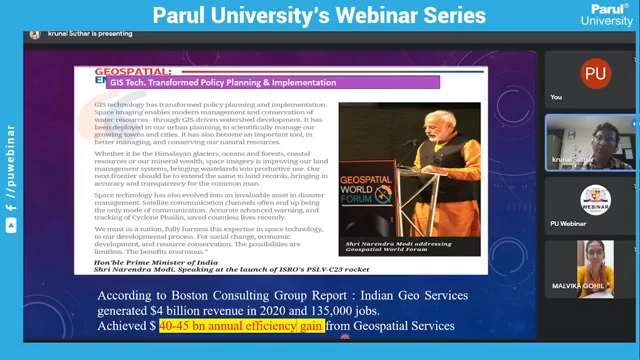 Parul University's Webinar Series
Parul®
University
krunal Suthar is presenting
GEOSPATIAL:
GIS Tech. Transformed Policy Planning & Implementation
GIS technology has transformed policy planning and implementation.
Space imaging enables modern management and conservation of
water resources - through GIS-driven watershed development. It has
been deployed in our urban planning, to scientifically manage our
growing towns and cities. It has also become an important tool, in
better managing, and conserving our natural resources.
Whether it be the Himalayan glaciers, oceans and forests, coastal
resources or our mineral wealth, space imagery is improving our land
management systems, bringing wastelands into productive use. Our
next frontier should be to extend the same to land records, bringing in
accuracy and transparency for the common man.
Space technology has also evolved into an invaluable asset in disaster
management. Satellite communication channels often end up being
the only mode of communication. Accurate advanced warning, and
tracking of Cyclone Phailin, saved countless lives recently.
We must as a nation, fully harness this expertise in space technology,
in our developmental process. For social change, economic
development, and resource conservation. The possibilities are
limitless. The benefits enormous."
Hon'ble Prime Minister of India
Shri Narendra Modi, Speaking at the launch of ISRO's PSLV-C23 rocket
GEOSPATIAL
WORLD
FORUM
Shri Narendra Modi addressing
Geospatial World Forum
According to Boston Consulting Group Report : Indian Geo Services
generated $4 billion revenue in 2020 and 135,000 jobs.
Achieved $ 40-45 bn annual efficiency gain from Geospatial Services
PU
You
krunal Suthar
PU Webinar
MALVIKA GOHIL
/puwebinar